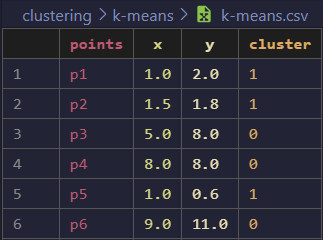 clustering > k-means > k-means.csv
points x y cluster
1 p1 1.0 2.0 1
2 p2 1.5 1.8 1
3 p3 5.0 8.0 0
4 p4 8.0 8.0 0
5 p5 1.0 0.6 1
6 p6 9.0 11.0 0